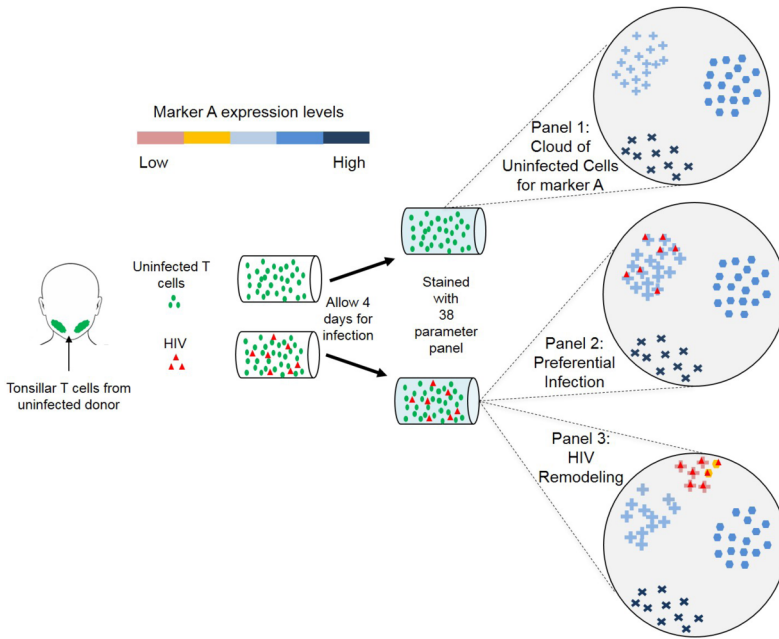 Marker A expression levels
Low
High
Panel 1:
Cloud of
Uninfected Cells
for marker A
Uninfected T
cells
HIV
Allow 4
days for
infection
Stained
with
38
parameter
panel
Tonsillar T cells from
uninfected donor
Panel 2:
Preferential
Infection
Panel 3:
HIV
Remodeling